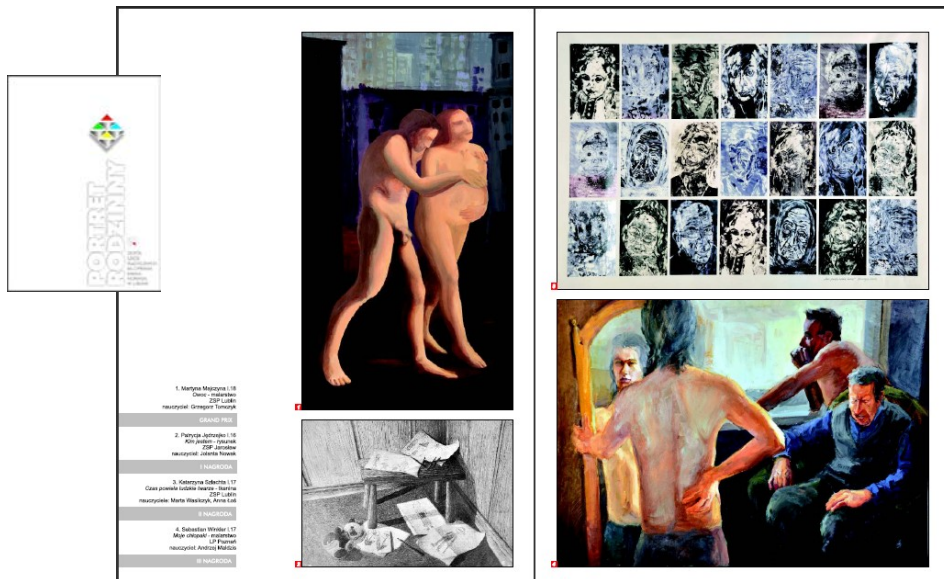 PORTRET
RODZINNY
1. Martyna Majczyna l.18
Owoc - malarstwo
ZSP Lublin
nauczyciel: Grzegorz Tomczyk
GRAND PRIX
2. Patrycja Jędrzejko l.16
Kim jestem - rysunek
ZSP Jarosław
nauczyciel: Jolanta Nowak
I NAGRODA
3. Katarzyna Szlachta l.17
Czas powiela ludzkie twarze - tkanina
ZSP Lublin
nauczyciele: Marta Wasilczyk, Anna Łoś
II NAGRODA
4. Sebastian Winkler l.17
Moje chłopaki - malarstwo
LP Poznań
nauczyciel: Andrzej Maldzis
III NAGRODA